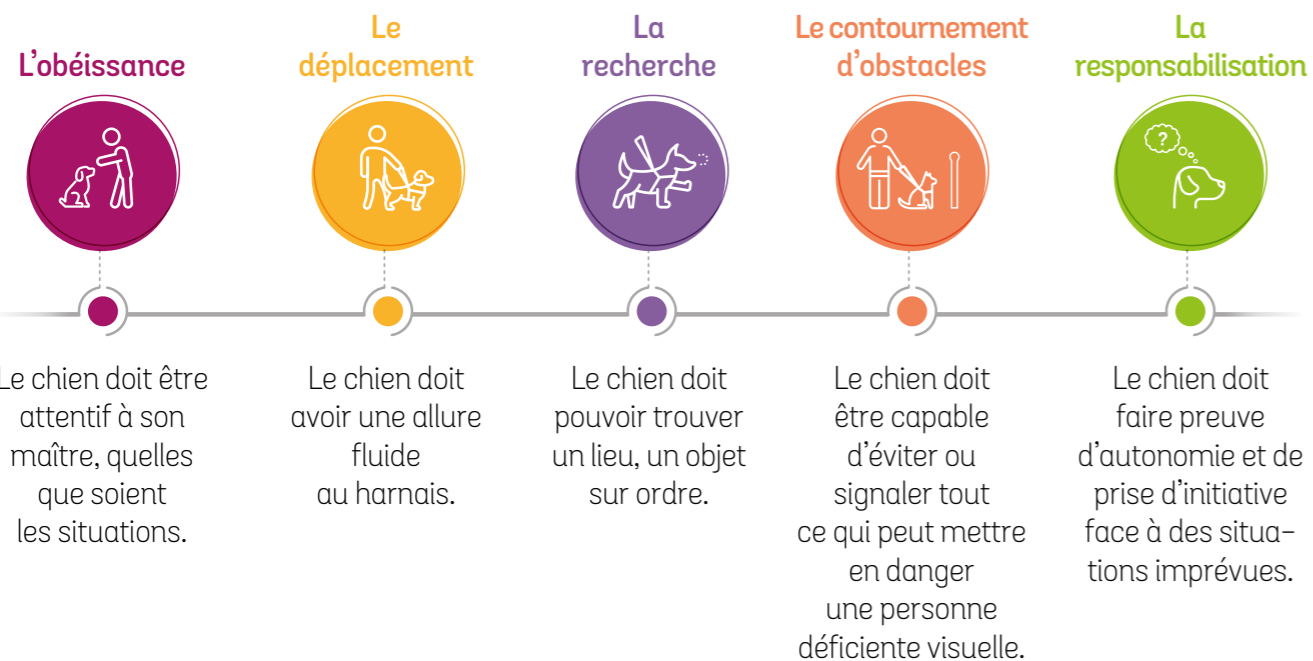 L'obéissance
Le chien doit être
attentif à son
maître, quelles
que soient
les situations.
Le
déplacement
Le chien doit
avoir une allure
fluide
au harnais.
La
recherche
Le chien doit
pouvoir trouver
un lieu, un objet
sur ordre.
Le contournement
d'obstacles
Le chien doit
être capable
d'éviter ou
signaler tout
ce qui peut mettre
en danger
une personne
déficiente visuelle.
La
responsabilisation
?
Le chien doit
faire preuve
d'autonomie et de
prise d'initiative
face à des situa-
tions imprévues.